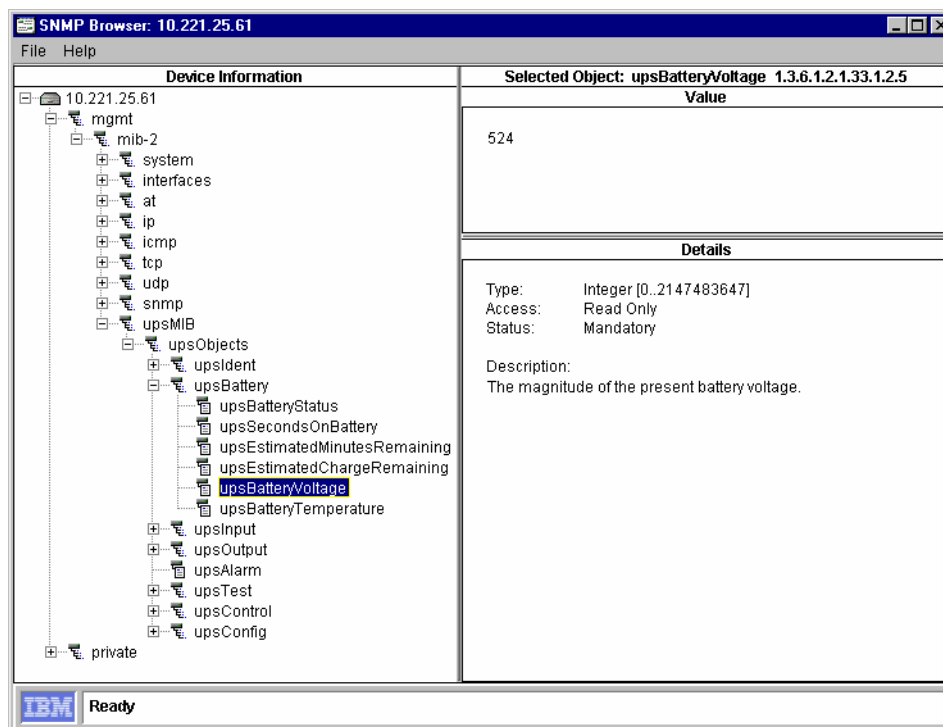 SNMP Browser: 10.221.25.61
File Help
Device Information
10.221.25.61
mgmt
mib-2
system
interfaces
at
ip
icmp
tcp
udp
snmp
upsMIB
upsObjects
upsIdent
upsBattery
upsBatteryStatus
upsSecondsOnBattery
upsEstimatedMinutesRemaining
upsEstimatedChargeRemaining
upsBatteryVoltage
upsBatteryTemperature
upsInput
upsOutput
upsAlarm
upsTest
upsControl
upsConfig
private
Selected Object: upsBatteryVoltage 1.3.6.1.2.1.33.1.2.5
Value
524
Details
Type: Integer [0..2147483647]
Access: Read Only
Status: Mandatory
Description:
The magnitude of the present battery voltage.
IBM
Ready